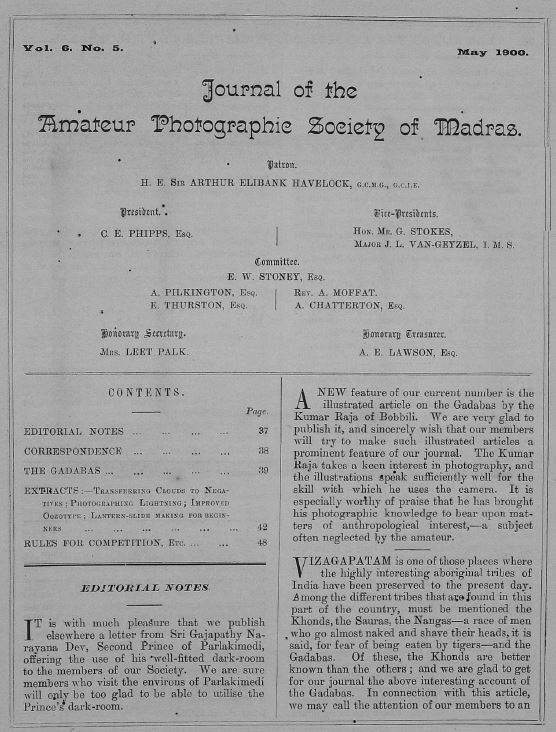 Vol. 6. No. 5.
May 1900.
Journal of the
Amateur Photographic Society of Madras.
Patron.
H. E. SIR ARTHUR ELIBANK HAVELOCK, G.C.M.G., G.C.I.E.
President.
C. E. PHIPPS, ESQ.
Vice-Presidents.
HON. MR. G. STOKES,
MAJOR J. L. VAN-GEYZEL, I. M. S.
Committee.
E. W. STONEY, ESQ.
A. PILKINGTON, ESQ.
E. THURSTON, ESQ.
REV. A. MOFFAT.
A. CHATTERTON, ESQ.
Honorary Secretary.
MRS. LEET PALK.
Honorary Treasurer.
A. E. LAWSON, ESQ.
CONTENTS.
Page.
EDITORIAL NOTES ... ... ... 37
CORRESPONDENCE ... ... ... 38
THE GADABAS ... ... ... ... 39
EXTRACTS:—TRANSFERRING CLOUDS TO NEGA-
TIVES; PHOTOGRAPHING LIGHTNING; IMPROVED
OZOTYPE; LANTERN-SLIDE MAKING FOR BEGIN-
NERS ... ... ... ... ... 42
RULES FOR COMPETITION, ETC. ... ... 48
EDITORIAL NOTES
IT is with much pleasure that we publish
elsewhere a letter from Sri Gajapathy Na-
rayana Dev, Second Prince of Parlakimedi,
offering the use of his well-fitted dark-room
to the members of our Society. We are sure
members who visit the environs of Parlakimedi
will only be too glad to be able to utilise the
Prince's dark-room.
A NEW feature of our current number is the
illustrated article on the Gadabas by the
Kumar Raja of Bobbili. We are very glad to
publish it, and sincerely wish that our members
will try to make such illustrated articles a
prominent feature of our journal. The Kumar
Raja takes a keen interest in photography, and
the illustrations speak sufficiently well for the
skill with which he uses the camera. It is
especially worthy of praise that he has brought
his photographic knowledge to bear upon mat-
ters of anthropological interest,—a subject
often neglected by the amateur.
VIZAGAPATAM is one of those places where
the highly interesting aboriginal tribes of
India have been preserved to the present day.
Among the different tribes that are found in this
part of the country, must be mentioned the
Khonds, the Sauras, the Nangas—a race of men
who go almost naked and shave their heads, it is
said, for fear of being eaten by tigers—and the
Gadabas. Of these, the Khonds are better
known than the others; and we are glad to get
for our journal the above interesting account of
the Gadabas. In connection with this article,
we may call the attention of our members to an